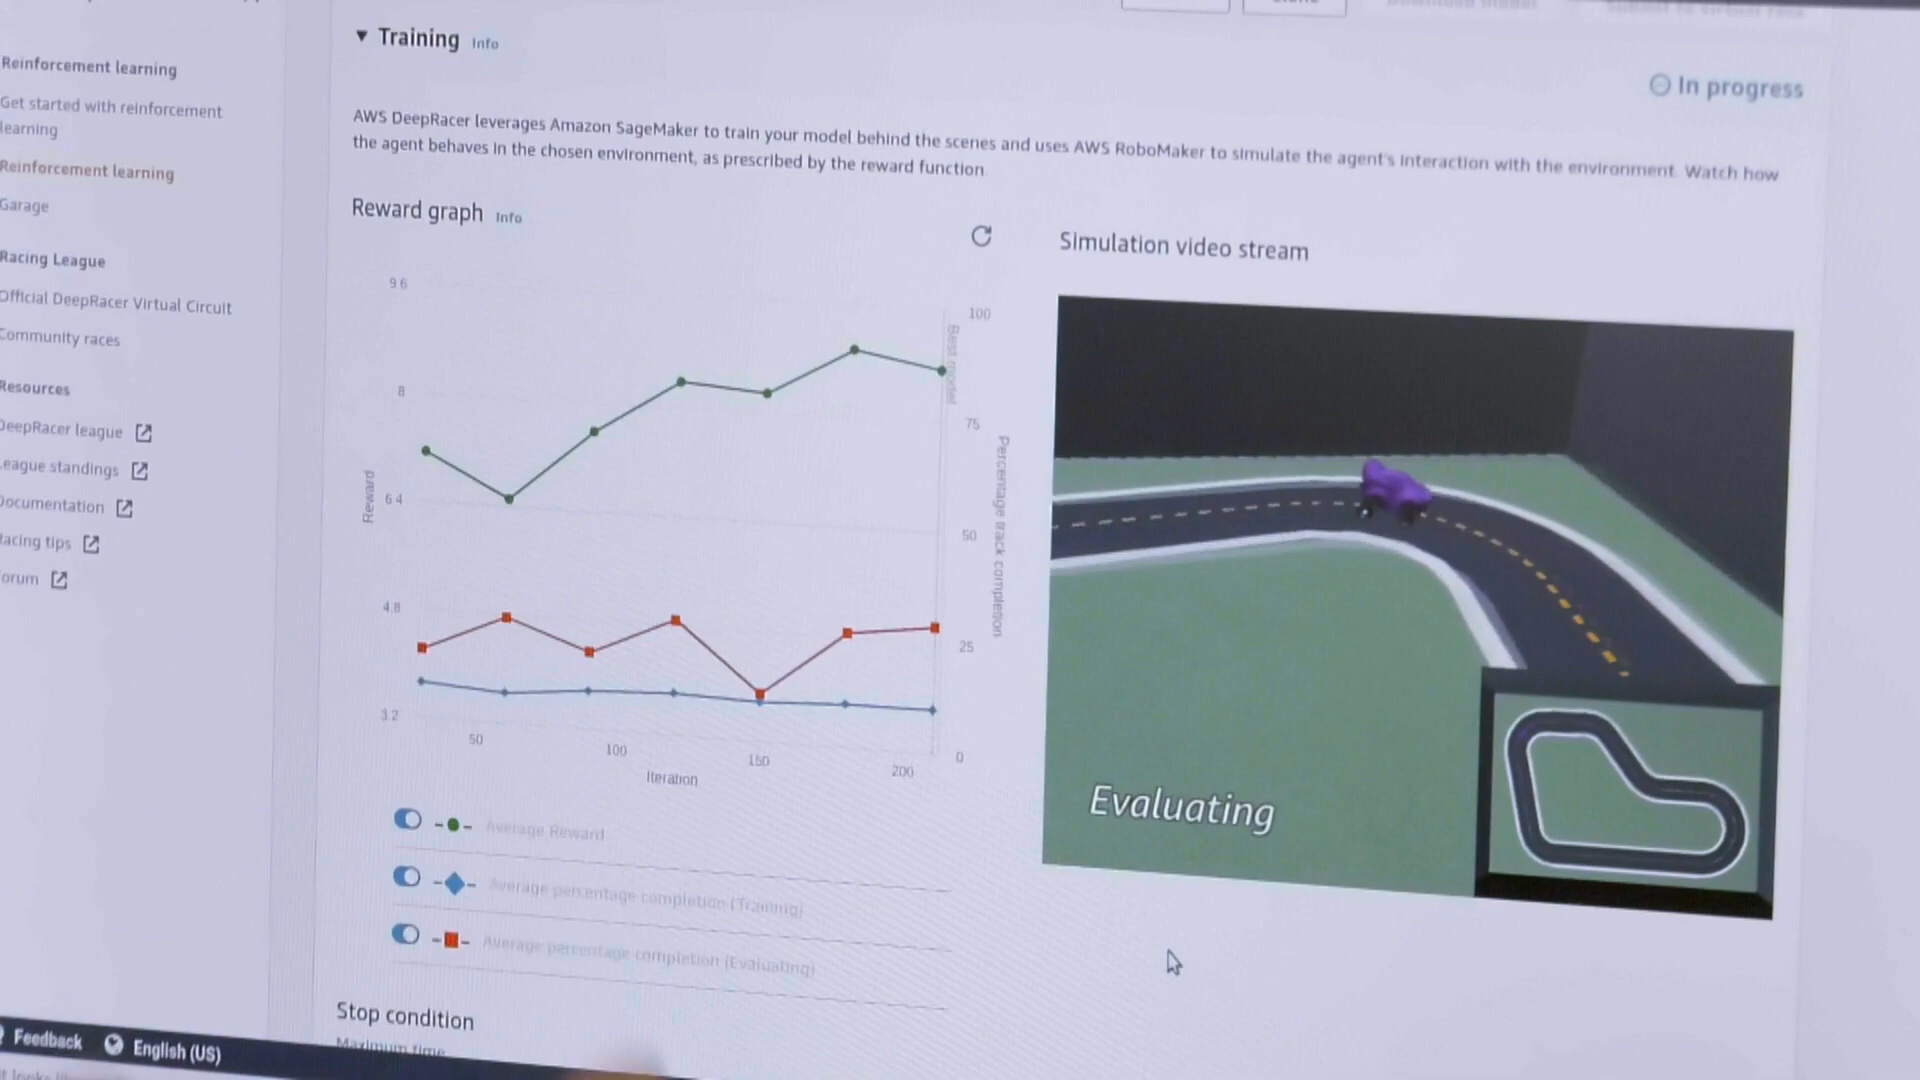 Reinforcement learning
Get started with reinforcement
learning
Reinforcement learning
Garage
Racing League
Official DeepRacer Virtual Circuit
Community races
Resources
DeepRacer league
League standings
Documentation
Racing tips
orum
Training Info
In progress
AWS DeepRacer leverages Amazon SageMaker to train your model behind the scenes and uses AWS RoboMaker to simulate the agent's interaction with the environment. Watch how
the agent behaves in the chosen environment, as prescribed by the reward function
Reward graph Info
9 6
8
6 4
4.8
3 2
Reward
50
100
150
200
Iteration
100
75
50
25
0
Percentage track completion
Best model
Average Reward
Average percentage completion (Training)
Average percentage completion (Evaluating)
Simulation video stream
Evaluating
Stop condition
Maximum time
Feedback English (US)